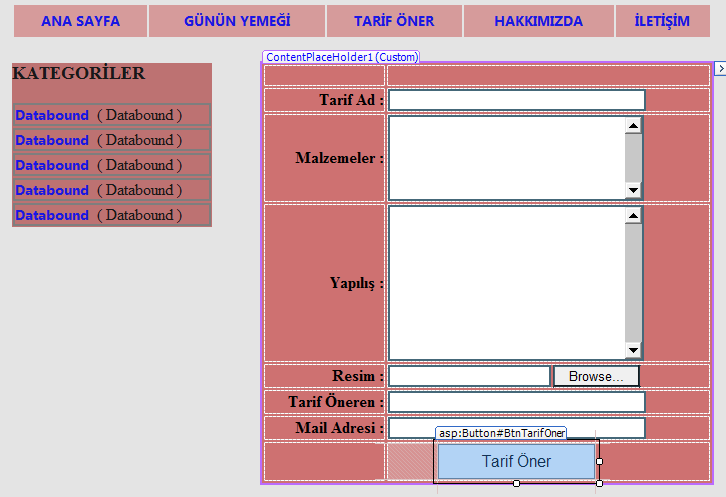 ANA SAYFA GÜNÜN YEMEĞİ TARİF ÖNER HAKKIMIZDA İLETİŞİM
KATEGORİLER
Databound ( Databound )
Databound ( Databound )
Databound ( Databound )
Databound ( Databound )
Databound ( Databound )
ContentPlaceHolder1 (Custom)
Tarif Ad :
Malzemeler :
Yapılış :
Resim : Browse...
Tarif Öneren :
Mail Adresi :
asp:Button#BtnTarifOner
Tarif Öner